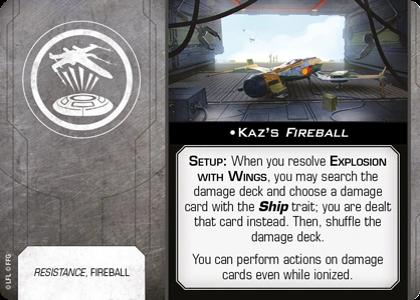 •KAZ'S FIREBALL
SETUP: When you resolve EXPLOSION
WITH WINGS, you may search the
damage deck and choose a damage
card with the Ship trait; you are dealt
that card instead. Then, shuffle the
damage deck.
You can perform actions on damage
cards even while ionized.
RESISTANCE, FIREBALL
©LFL ©FFG